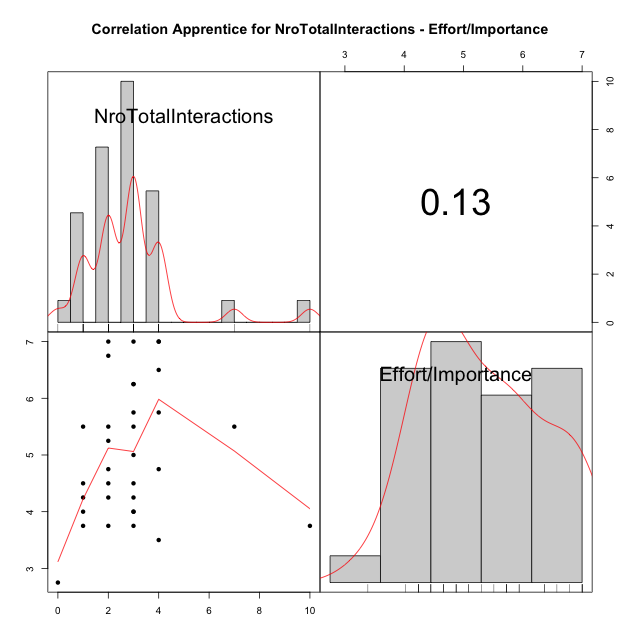 Correlation Apprentice for NroTotalInteractions - Effort/Importance
3 4 5 6 7
NroTotalInteractions
0.13
0 2 4 6 8 10
Effort/Importance
3 4 5 6 7
0 2 4 6 8 10